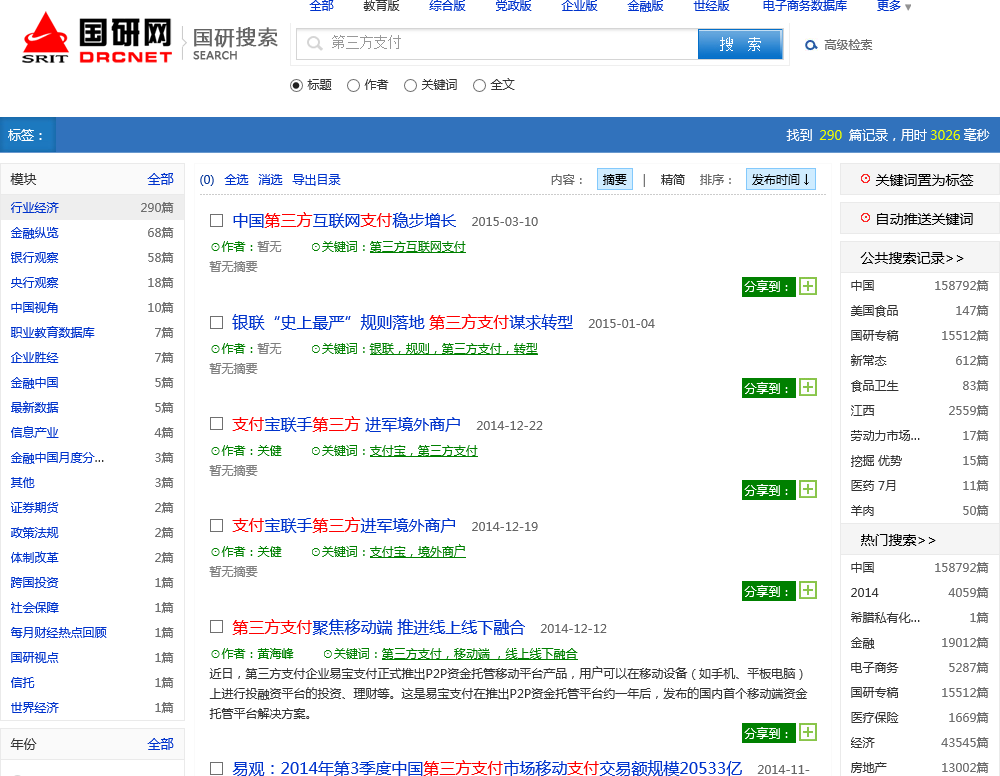 全部 教育版 综合版 党政版 企业版 金融版 世经版 电子商务数据库 更多
SRIT 国研网 DRCNET 国研搜索 SEARCH
第三方支付 搜 索 高级检索
标题 作者 关键词 全文
标签： 找到 290 篇记录，用时 3026 毫秒
模块 全部
行业经济 290篇
金融纵览 68篇
银行观察 58篇
央行观察 18篇
中国视角 10篇
职业教育数据库 7篇
企业胜经 7篇
金融中国 5篇
最新数据 5篇
信息产业 4篇
金融中国月度分... 3篇
其他 3篇
证券期货 2篇
政策法规 2篇
体制改革 2篇
跨国投资 1篇
社会保障 1篇
每月财经热点回顾 1篇
国研视点 1篇
信托 1篇
世界经济 1篇
年份 全部
(0) 全选 消选 导出目录 内容： 摘要 | 精简 排序： 发布时间↓
中国第三方互联网支付稳步增长 2015-03-10
⊙作者：暂无 ⊙关键词：第三方互联网支付
暂无摘要
分享到：
银联“史上最严”规则落地 第三方支付谋求转型 2015-01-04
⊙作者：暂无 ⊙关键词：银联，规则，第三方支付，转型
暂无摘要
分享到：
支付宝联手第三方 进军境外商户 2014-12-22
⊙作者：关健 ⊙关键词：支付宝，第三方支付
暂无摘要
分享到：
支付宝联手第三方进军境外商户 2014-12-19
⊙作者：关健 ⊙关键词：支付宝，境外商户
暂无摘要
分享到：
第三方支付聚焦移动端 推进线上线下融合 2014-12-12
⊙作者：黄海峰 ⊙关键词：第三方支付，移动端 ，线上线下融合
近日，第三方支付企业易宝支付正式推出P2P资金托管移动平台产品，用户可以在移动设备（如手机、平板电脑）
上进行投融资平台的投资、理财等。这是易宝支付在推出P2P资金托管平台约一年后，发布的国内首个移动端资金
托管平台解决方案。
分享到：
易观：2014年第3季度中国第三方支付市场移动支付交易额规模20533亿 2014-11-
⊙关键词置为标签
⊙自动推送关键词
公共搜索记录>>
中国 158792篇
美国食品 147篇
国研专稿 15512篇
新常态 612篇
食品卫生 83篇
江西 2559篇
劳动力市场... 17篇
挖掘 优势 15篇
医药 7月 11篇
羊肉 50篇
热门搜索>>
中国 158792篇
2014 4059篇
希腊私有化... 1篇
金融 19012篇
电子商务 5287篇
国研专稿 15512篇
医疗保险 1669篇
经济 43545篇
房地产 13002篇